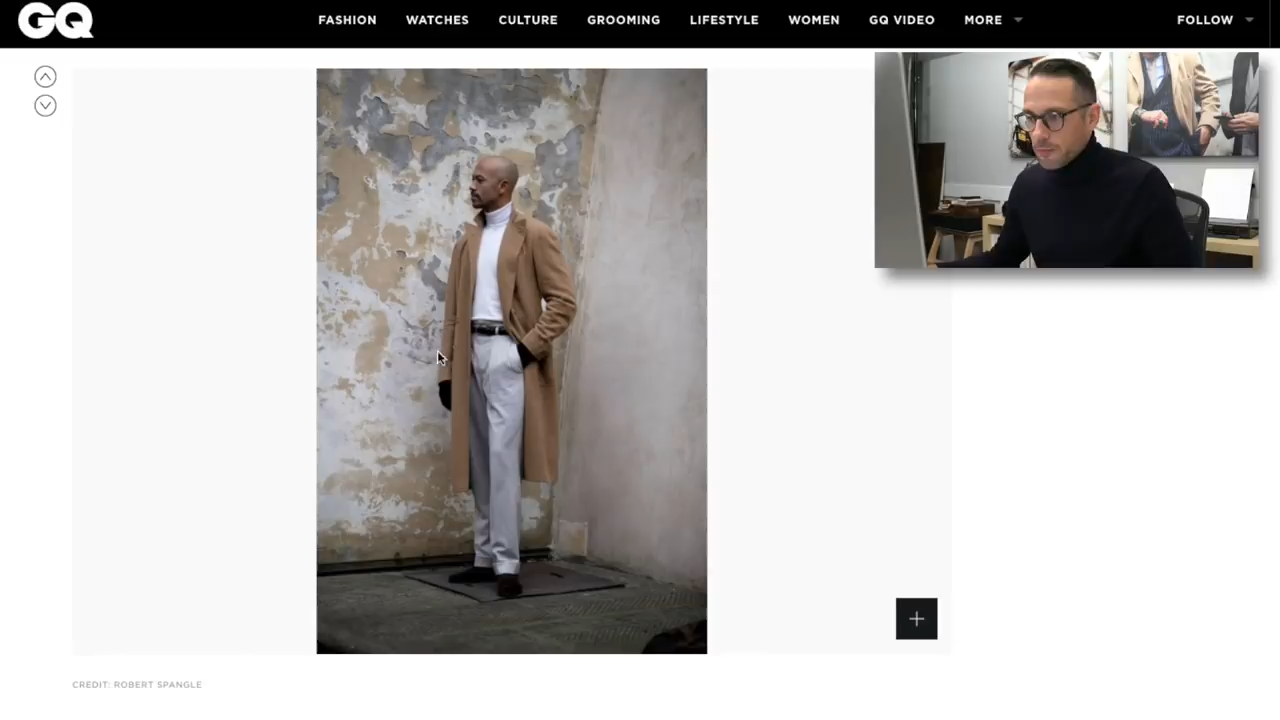 GQ
FASHION WATCHES CULTURE GROOMING LIFESTYLE WOMEN GQ VIDEO MORE FOLLOW
CREDIT: ROBERT SPANGLE